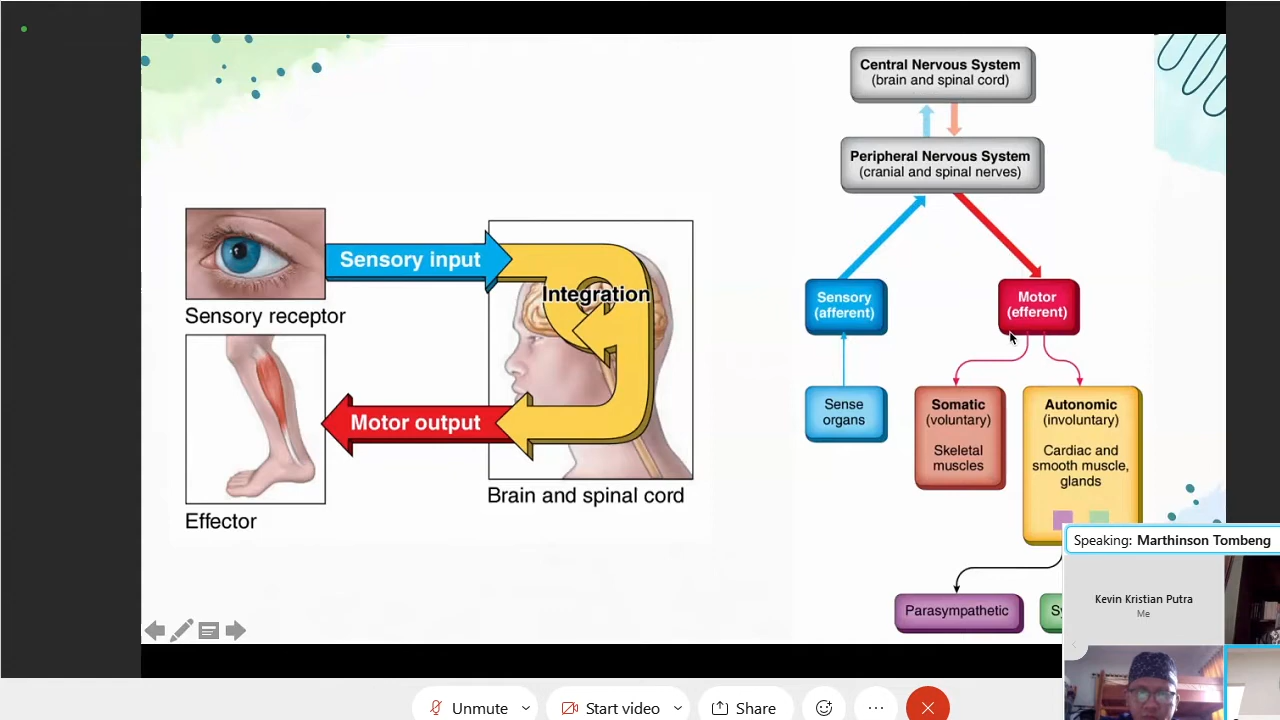 Sensory input
Sensory receptor
Integration
Motor output
Effector
Brain and spinal cord
Central Nervous System
(brain and spinal cord)
Peripheral Nervous System
(cranial and spinal nerves)
Sensory
(afferent)
Motor
(efferent)
Sense
organs
Somatic
(voluntary)
Skeletal
muscles
Autonomic
(involuntary)
Cardiac and
smooth muscle,
glands
Parasympathetic
Speaking: Marthinson Tombeng
Kevin Kristian Putra
Me
Unmute
Start video
Share